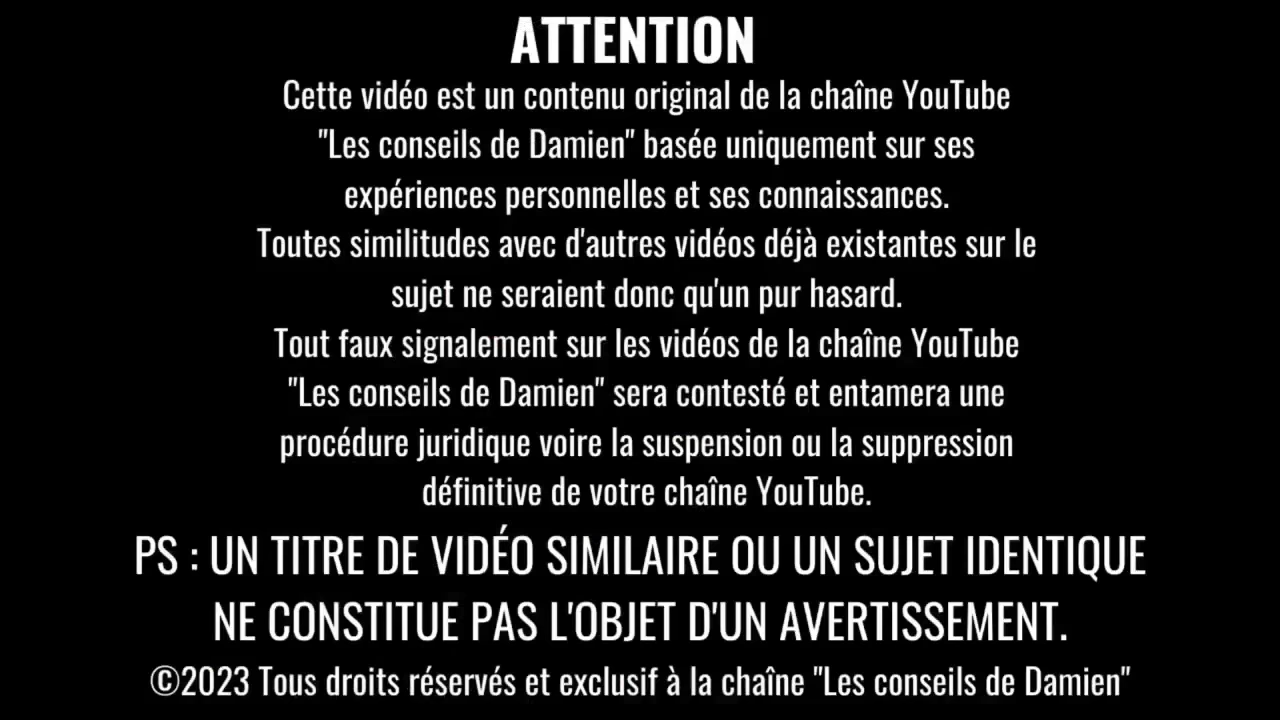 ATTENTION
Cette vidéo est un contenu original de la chaîne YouTube
"Les conseils de Damien" basée uniquement sur ses
expériences personnelles et ses connaissances.
Toutes similitudes avec d'autres vidéos déjà existantes sur le
sujet ne seraient donc qu'un pur hasard.
Tout faux signalement sur les vidéos de la chaîne YouTube
"Les conseils de Damien" sera contesté et entamera une
procédure juridique voire la suspension ou la suppression
définitive de votre chaîne YouTube.
PS : UN TITRE DE VIDÉO SIMILAIRE OU UN SUJET IDENTIQUE
NE CONSTITUE PAS L'OBJET D'UN AVERTISSEMENT.
©2023 Tous droits réservés et exclusif à la chaîne "Les conseils de Damien"